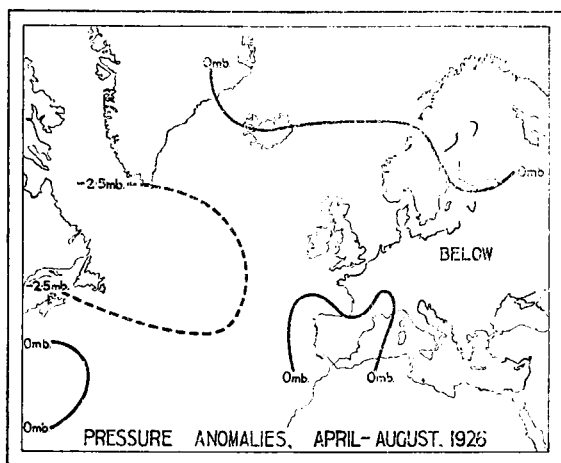 0mb.
-2·5mb.
0mb.
BELOW
-2·5mb.
0mb.
0mb.
0mb.
0mb
PRESSURE ANOMALIES, APRIL-AUGUST. 1926